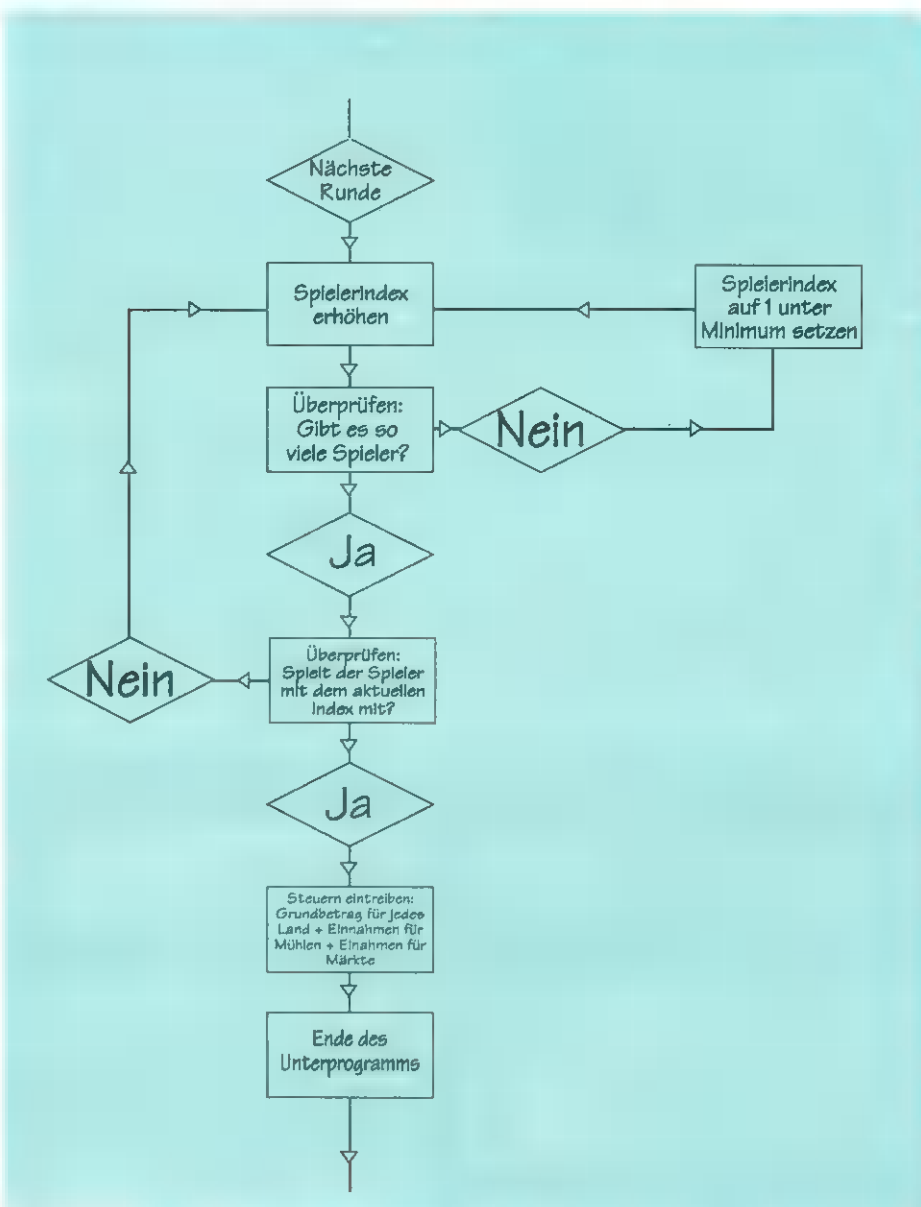 Nächste
Runde
Spielerindex
erhöhen
Spielerindex
auf 1 unter
Minimum setzen
Überprüfen:
Gibt es so
viele Spieler?
Nein
Ja
Überprüfen:
Spielt der Spieler
mit dem aktuellen
Index mit?
Nein
Ja
Steuern eintreiben:
Grundbetrag für jedes
Land + Einnahmen für
Mühlen + Einahmen für
Märkte
Ende des
Unterprogramms